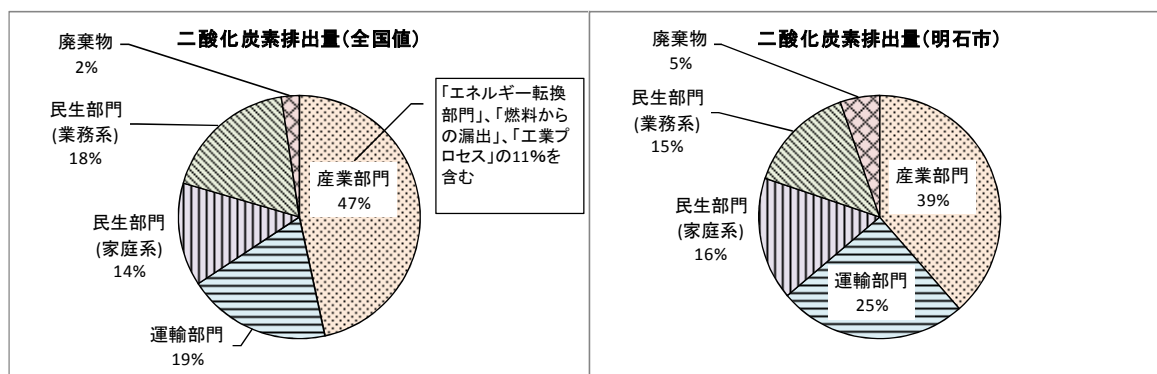 二酸化炭素排出量(全国値)
廃棄物
2%
民生部門
(業務系)
18%
民生部門
(家庭系)
14%
運輸部門
19%
産業部門
47%
「エネルギー転換
部門」、「燃料から
の漏出」、「工業プ
ロセス」の11%を
含む
二酸化炭素排出量(明石市)
廃棄物
5%
民生部門
(業務系)
15%
民生部門
(家庭系)
16%
運輸部門
25%
産業部門
39%